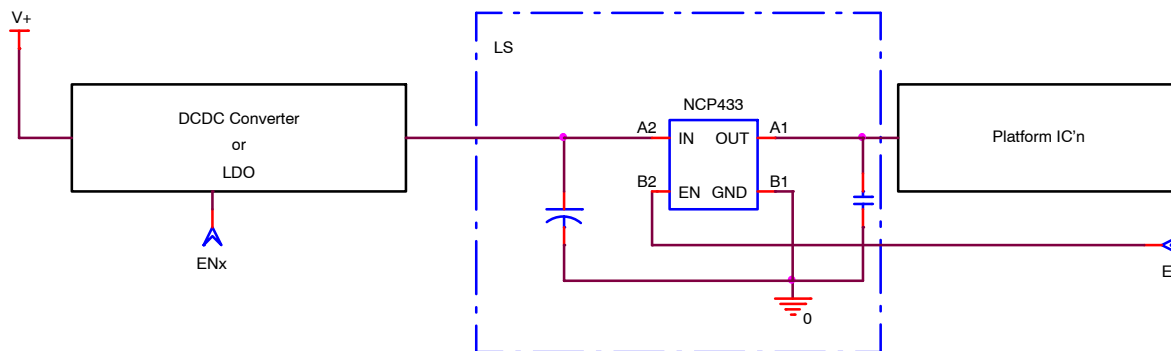 V+
LS
DCDC Converter
or
LDO
NCP433
A2
IN
OUT
A1
B2
EN
GND
B1
Platform IC'n
ENx
0